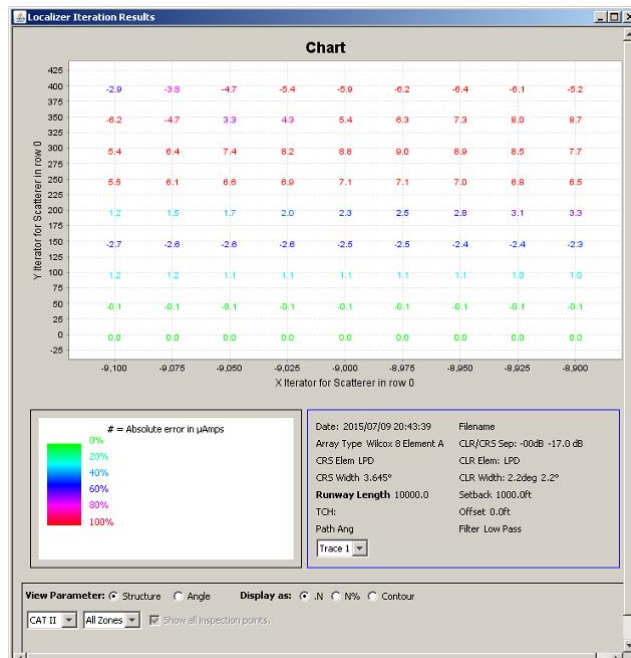 Localizer Iteration Results
Chart
425
400 -2.9 -3.8 -4.7 -5.4 -5.9 -6.2 -6.4 -6.1 -5.2
375
350 -6.2 -4.7 3.3 4.3 5.4 6.3 7.3 8.0 8.7
325
300 5.4 6.4 7.4 8.2 8.8 9.0 8.9 8.5 7.7
275
250 5.5 6.1 6.6 6.9 7.1 7.1 7.0 6.8 6.5
225
200 1.2 1.5 1.7 2.0 2.3 2.5 2.8 3.1 3.3
175
150 -2.7 -2.6 -2.6 -2.6 -2.5 -2.5 -2.4 -2.4 -2.3
125
100 1.2 1.2 1.1 1.1 1.1 1.1 1.1 1.0 1.0
75
50 -0.1 -0.1 -0.1 -0.1 -0.1 -0.1 -0.1 -0.1 -0.1
25
0 0.0 0.0 0.0 0.0 0.0 0.0 0.0 0.0 0.0
-25
Y Iterator for Scatterer in row 0
-9,100 -9,075 -9,050 -9,025 -9,000 -8,975 -8,950 -8,925 -8,900
X Iterator for Scatterer in row 0
# = Absolute error in µAmps
0%
20%
40%
60%
80%
100%
Date: 2015/07/09 20:43:39 Filename
Array Type Wilcox 8 Element A CLR/CRS Sep: -00dB -17.0 dB
CRS Elem LPD CLR Elem: LPD
CRS Width 3.645° CLR Width: 2.2deg 2.2°
Runway Length 10000.0 Setback 1000.0ft
TCH: Offset 0.0ft
Path Ang Filter Low Pass
Trace 1
View Parameter: Structure Angle Display as: .N N% Contour
CAT II All Zones Show all inspection points.